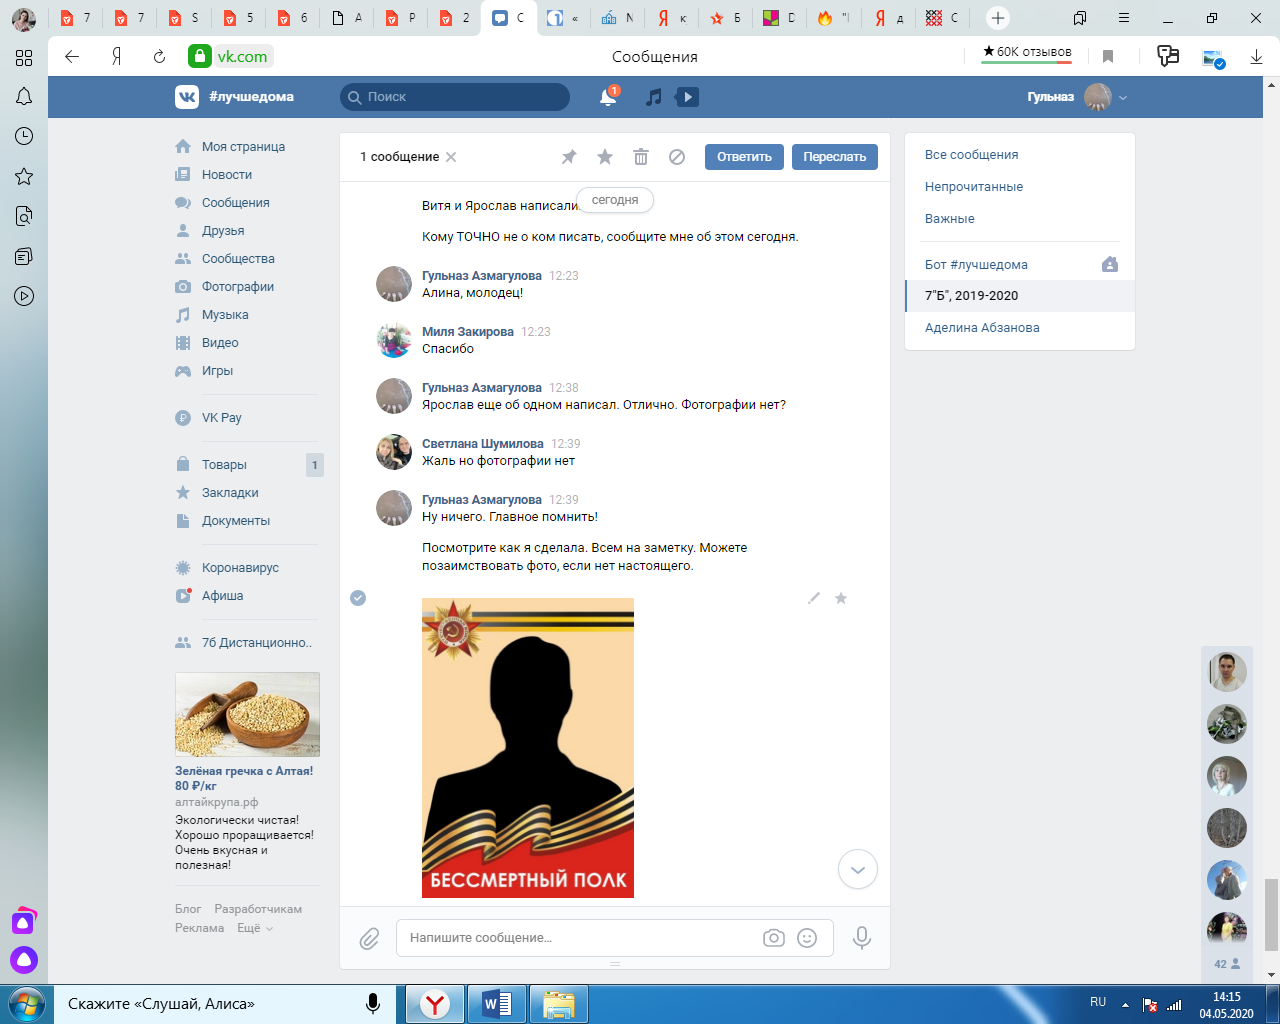 7
7
S
5
6
A
P
2
С
«
N
к
Б
D
"I
д
С
vk.com
Сообщения
★ 60К отзывов
#лучшедома
Поиск
1
Гульназ
Моя страница
Новости
Сообщения
Друзья
Сообщества
Фотографии
Музыка
Видео
Игры
VK Pay
Товары
1
Закладки
Документы
Коронавирус
Афиша
7б Дистанционно..
Зелёная гречка с Алтая!
80 ₽/кг
алтайкрупа.рф
Экологически чистая!
Хорошо проращивается!
Очень вкусная и
полезная!
Блог Разработчикам
Реклама Ещё
1 сообщение
Ответить
Переслать
сегодня
Витя и Ярослав написали
Кому ТОЧНО не о ком писать, сообщите мне об этом сегодня.
Гульназ Азмагулова 12:23
Алина, молодец!
Миля Закирова 12:23
Спасибо
Гульназ Азмагулова 12:38
Ярослав еще об одном написал. Отлично. Фотографии нет?
Светлана Шумилова 12:39
Жаль но фотографии нет
Гульназ Азмагулова 12:39
Ну ничего. Главное помнить!
Посмотрите как я сделала. Всем на заметку. Можете
позаимствовать фото, если нет настоящего.
БЕССМЕРТНЫЙ ПОЛК
Напишите сообщение...
Все сообщения
Непрочитанные
Важные
Бот #лучшедома
7"Б", 2019-2020
Аделина Абзанова
42
Скажите «Слушай, Алиса»
RU
14:15
04.05.2020